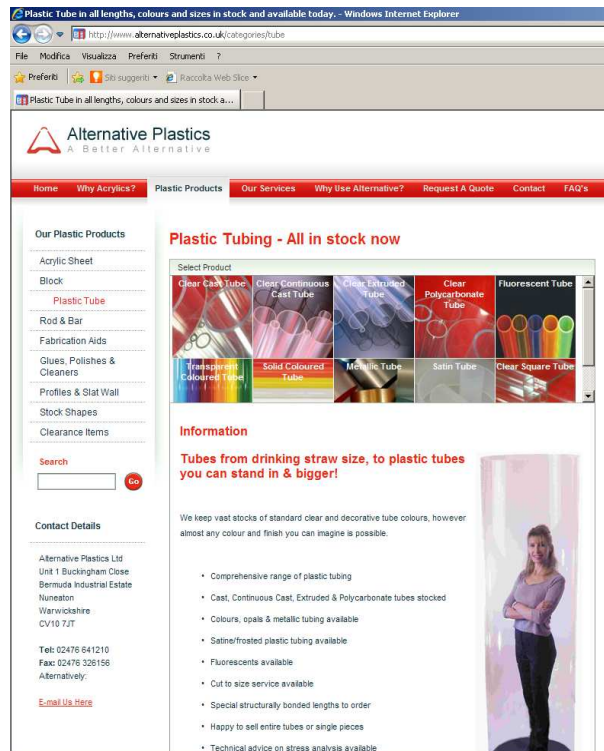 Plastic Tube in all lengths, colours and sizes in stock and available today. - Windows Internet Explorer
http://www.alternativeplastics.co.uk/categories/tube
File Modifica Visualizza Preferiti Strumenti ?
Preferiti Siti suggeriti Raccolta Web Slice
Plastic Tube in all lengths, colours and sizes in stock a...
Alternative Plastics
A Better Alternative
Home Why Acrylics? Plastic Products Our Services Why Use Alternative? Request A Quote Contact FAQ's
Our Plastic Products
Acrylic Sheet
Block
Plastic Tube
Rod & Bar
Fabrication Aids
Glues, Polishes &
Cleaners
Profiles & Slat Wall
Stock Shapes
Clearance Items
Search
Go
Contact Details
Alternative Plastics Ltd
Unit 1 Buckingham Close
Bermuda Industrial Estate
Nuneaton
Warwickshire
CV10 7JT
Tel: 02476 641210
Fax: 02476 326156
Alternatively:
E-mail Us Here
Plastic Tubing - All in stock now
Select Product
Clear Cast Tube
Clear Continuous
Cast Tube
Clear Extruded
Tube
Clear
Polycarbonate
Tube
Fluorescent Tube
Transparent
Coloured Tube
Solid Coloured
Tube
Metallic Tube
Satin Tube
Clear Square Tube
Information
Tubes from drinking straw size, to plastic tubes
you can stand in & bigger!
We keep vast stocks of standard clear and decorative tube colours, however
almost any colour and finish you can imagine is possible.
• Comprehensive range of plastic tubing
• Cast, Continuous Cast, Extruded & Polycarbonate tubes stocked
• Colours, opals & metallic tubing available
• Satine/frosted plastic tubing available
• Fluorescents available
• Cut to size service available
• Special structurally bonded lengths to order
• Happy to sell entire tubes or single pieces
• Technical advice on stress analysis available